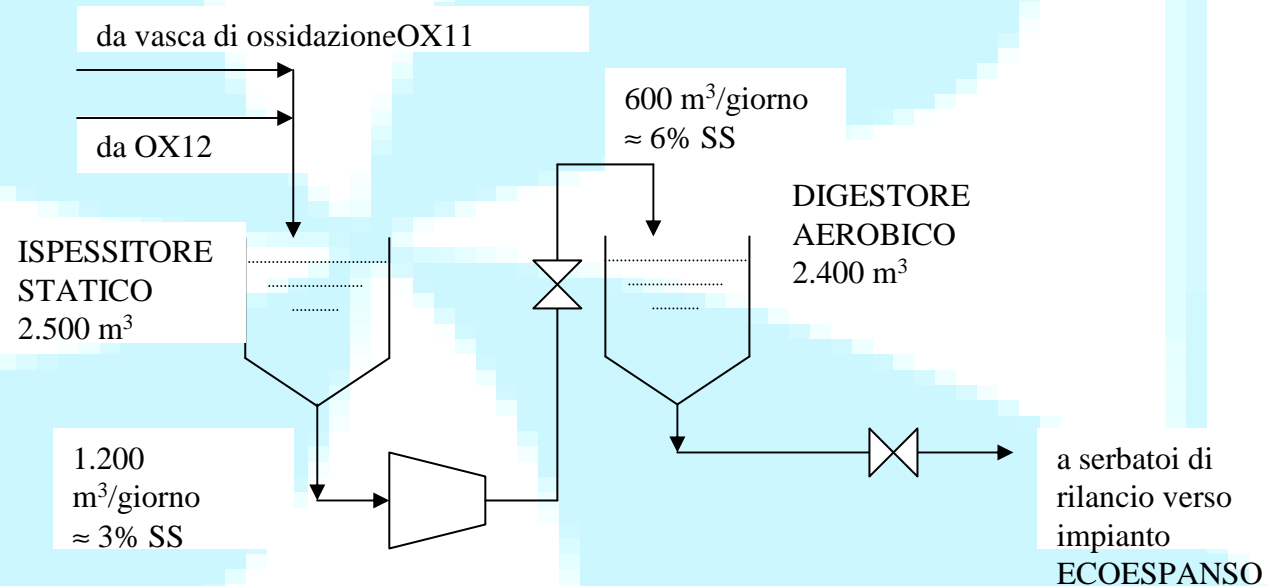 da vasca di ossidazioneOX11
da OX12
600 m³/giorno
≈ 6% SS
DIGESTORE
AEROBICO
2.400 m³
ISPESSITORE
STATICO
2.500 m³
1.200
m³/giorno
≈ 3% SS
a serbatoi di
rilancio verso
impianto
ECOESPANSO